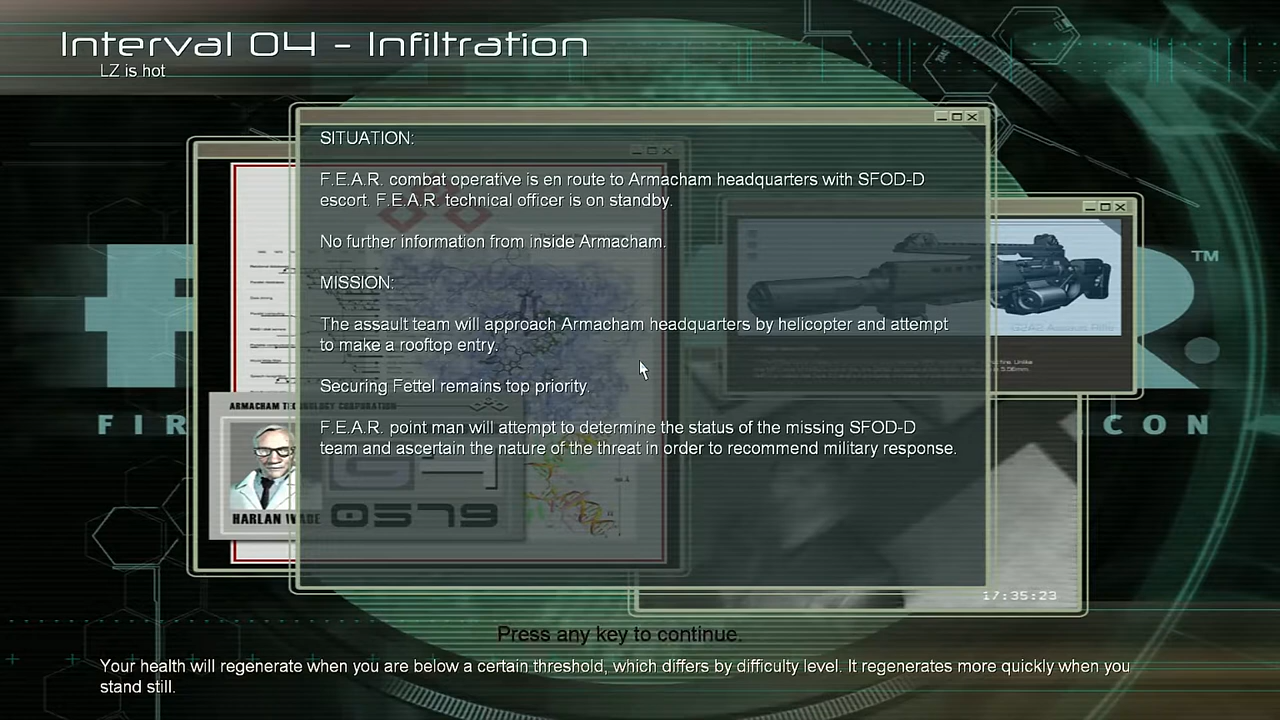 Interval 04 - Infiltration
LZ is hot
SITUATION:
F.E.A.R. combat operative is en route to Armacham headquarters with SFOD-D
escort. F.E.A.R. technical officer is on standby.
No further information from inside Armacham.
MISSION:
The assault team will approach Armacham headquarters by helicopter and attempt
to make a rooftop entry.
Securing Fettel remains top priority.
F.E.A.R. point man will attempt to determine the status of the missing SFOD-D
team and ascertain the nature of the threat in order to recommend military response.
ARMACHAM TECHNOLOGY CORPORATION
HARLAN WADE
0579
TM
FIR
CON
17:35:23
Press any key to continue.
Your health will regenerate when you are below a certain threshold, which differs by difficulty level. It regenerates more quickly when you
stand still.